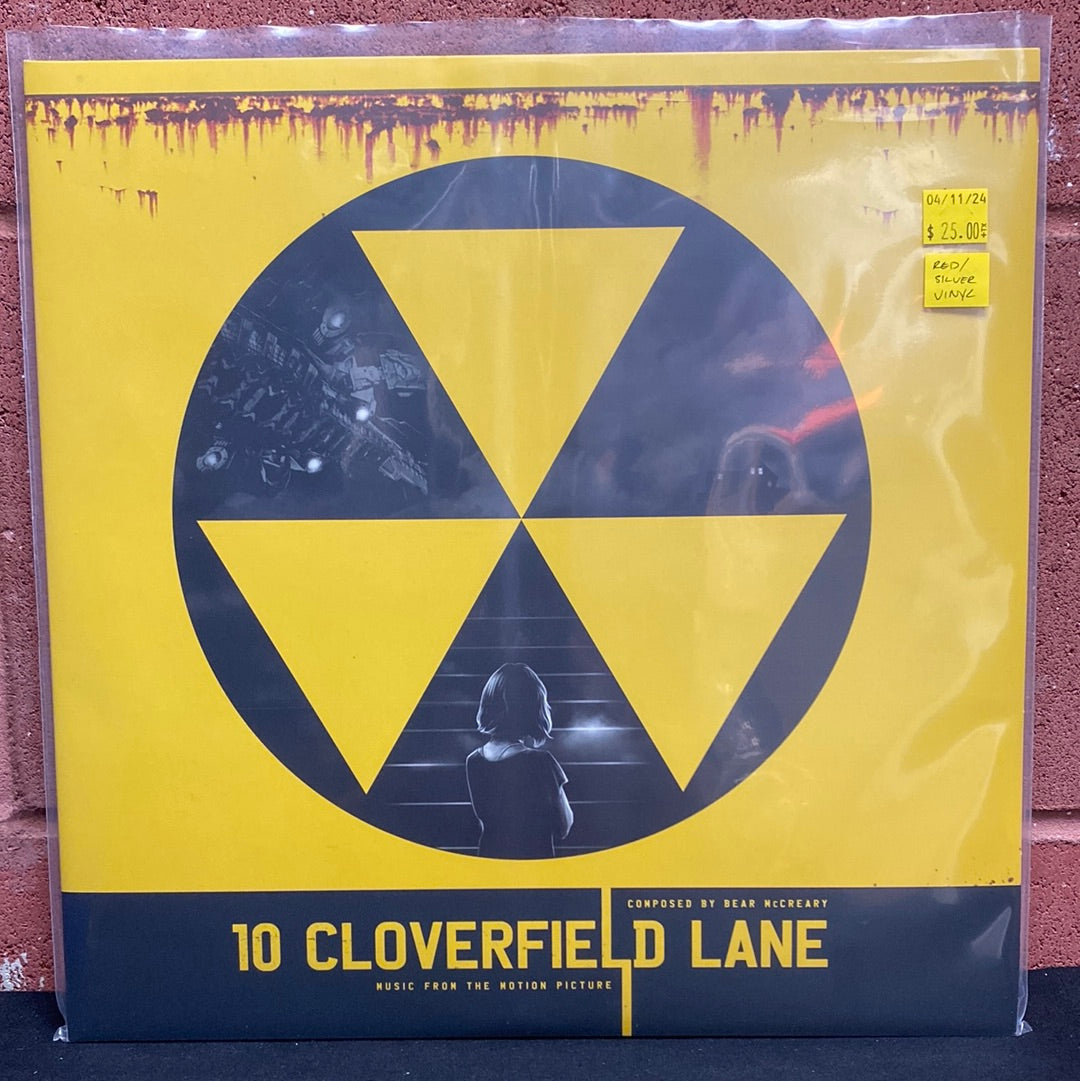 04/11/24
$ 25.00
RED/
SILVER
VINYL
COMPOSED BY BEAR McCREARY
10 CLOVERFIELD LANE
MUSIC FROM THE MOTION PICTURE